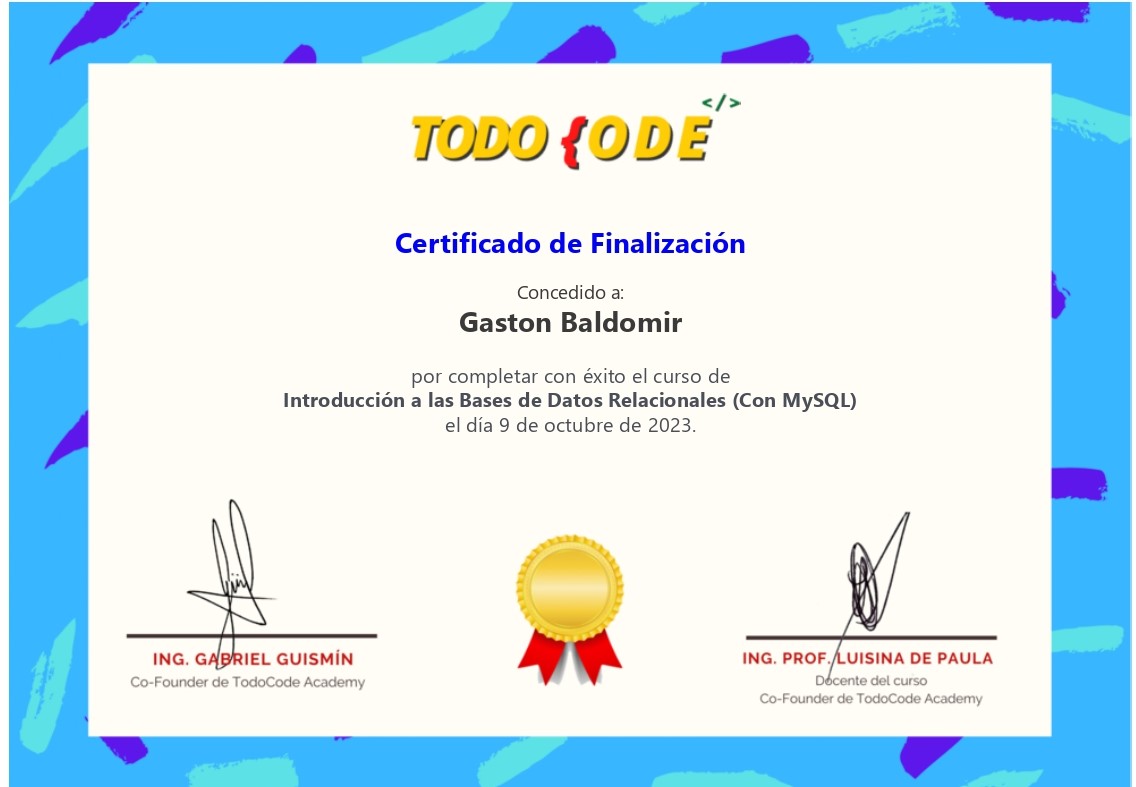 </>
TODO {ODE
Certificado de Finalización
Concedido a:
Gaston Baldomir
por completar con éxito el curso de
Introducción a las Bases de Datos Relacionales (Con MySQL)
el día 9 de octubre de 2023.
ING. GABRIEL GUISMÍN
Co-Founder de TodoCode Academy
ING. PROF. LUISINA DE PAULA
Docente del curso
Co-Founder de TodoCode Academy